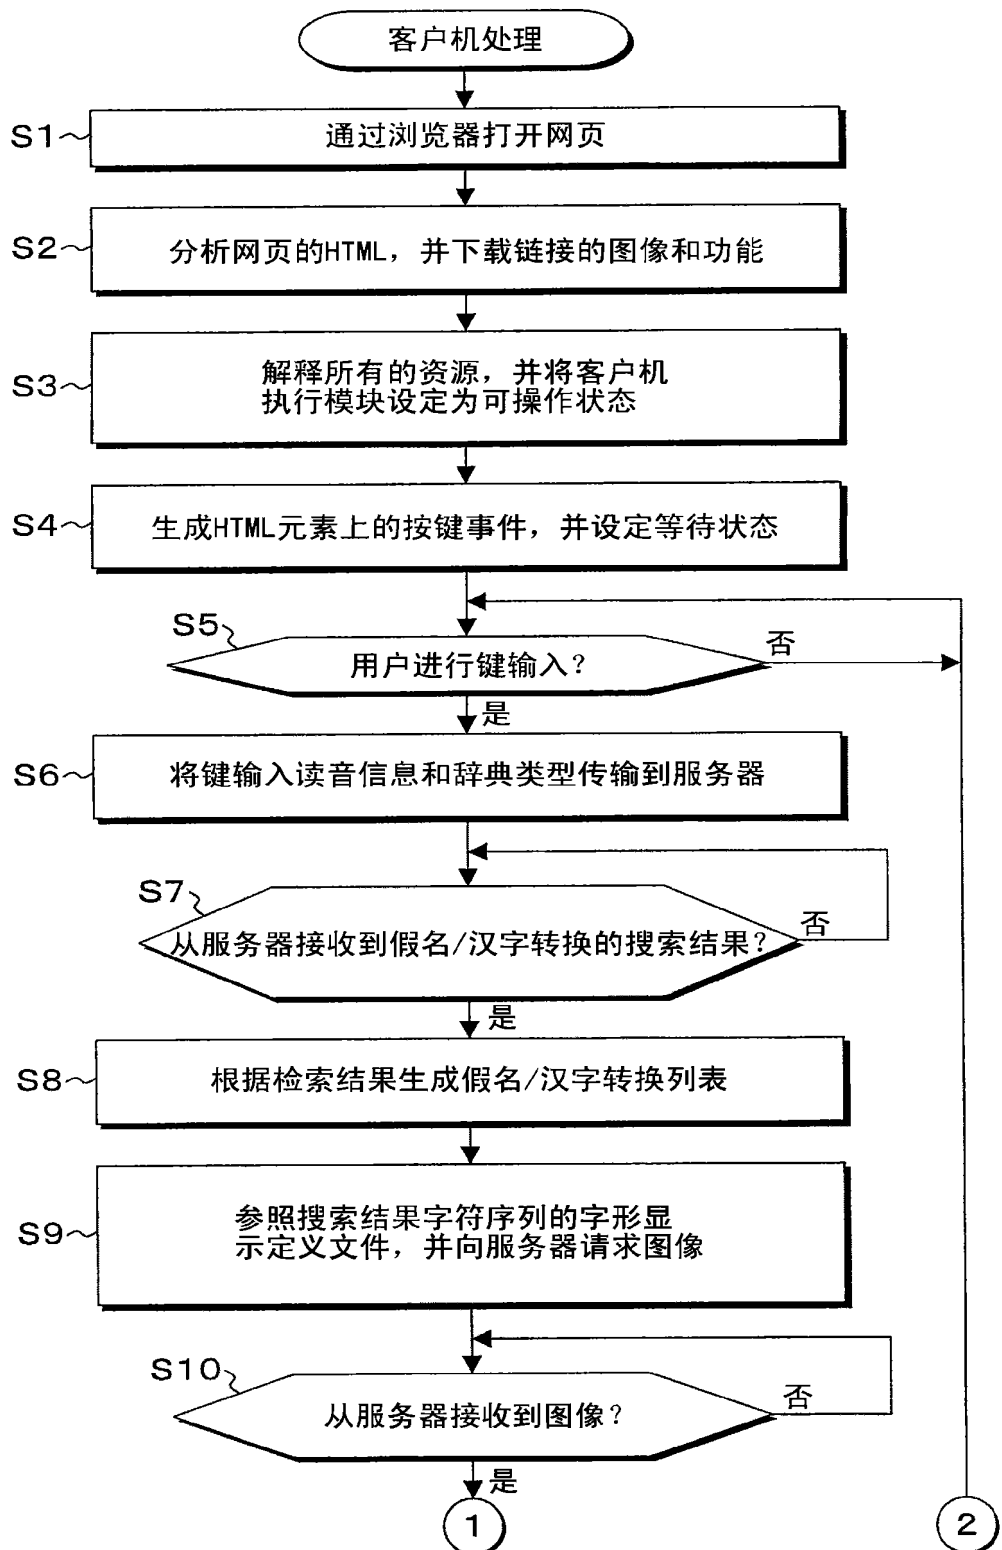 客户机处理
S1
通过浏览器打开网页
S2
分析网页的HTML，并下载链接的图像和功能
S3
解释所有的资源，并将客户机
执行模块设定为可操作状态
S4
生成HTML元素上的按键事件，并设定等待状态
S5
用户进行键输入？
否
是
S6
将键输入读音信息和辞典类型传输到服务器
S7
从服务器接收到假名/汉字转换的搜索结果？
否
是
S8
根据检索结果生成假名/汉字转换列表
S9
参照搜索结果字符序列的字形显
示定义文件，并向服务器请求图像
S10
从服务器接收到图像？
否
是
1
2